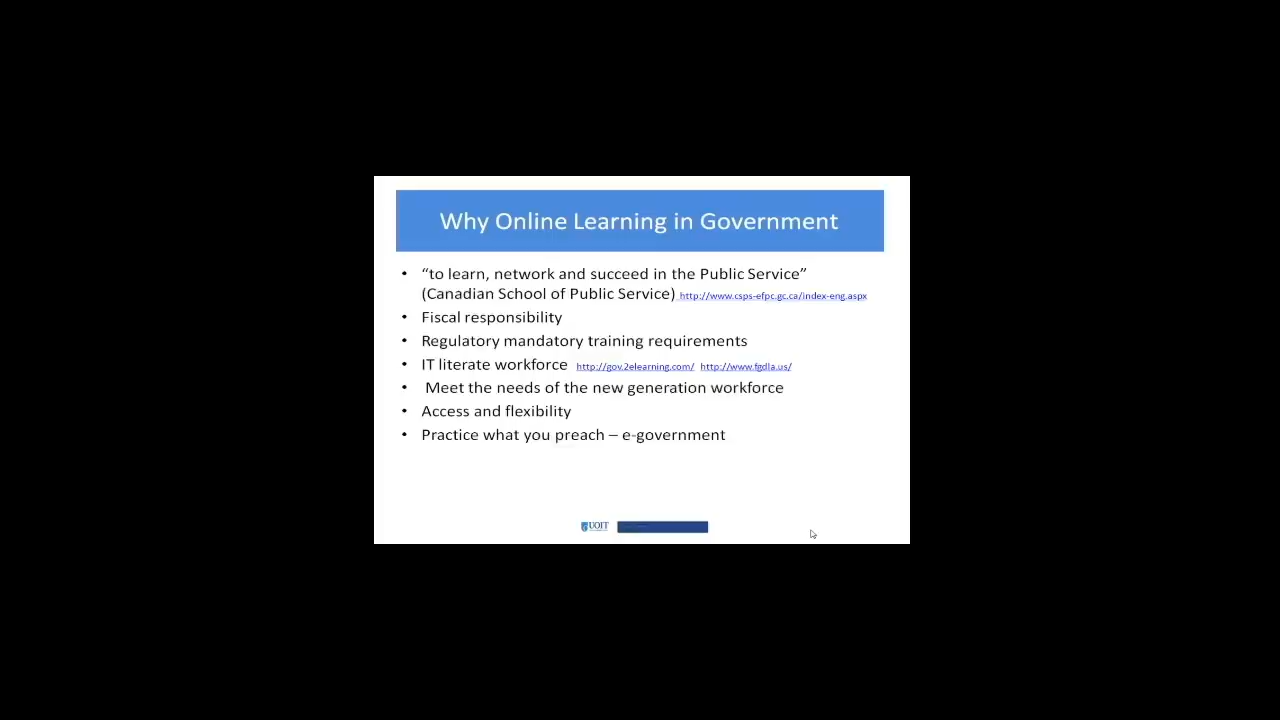 Why Online Learning in Government
• “to learn, network and succeed in the Public Service”
(Canadian School of Public Service) http://www.csps-efpc.gc.ca/index-eng.aspx
• Fiscal responsibility
• Regulatory mandatory training requirements
• IT literate workforce http://gov.2elearning.com/ http://www.fgdla.us/
• Meet the needs of the new generation workforce
• Access and flexibility
• Practice what you preach – e-government
UOIT